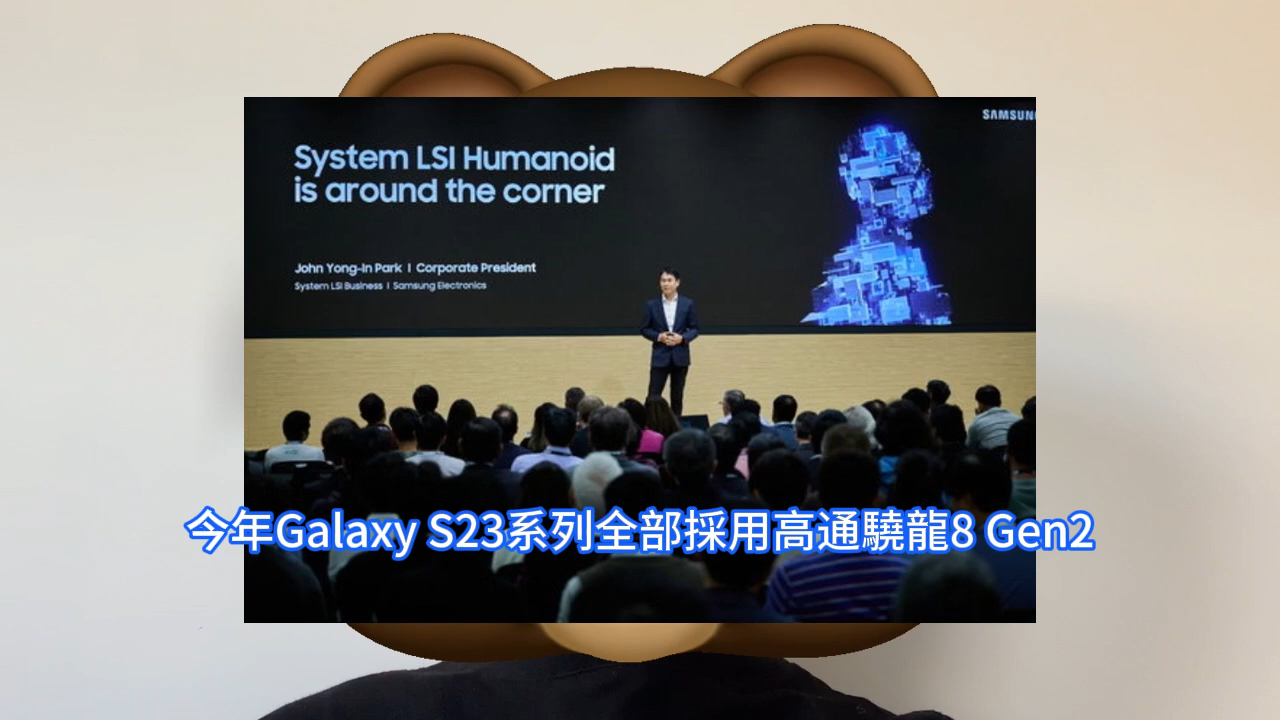 SAMSUN
System LSI Humanoid
is around the corner
John Yong-In Park | Corporate President
System LSI Business | Samsung Electronics
今年Galaxy S23系列全部採用高通驍龍8 Gen2